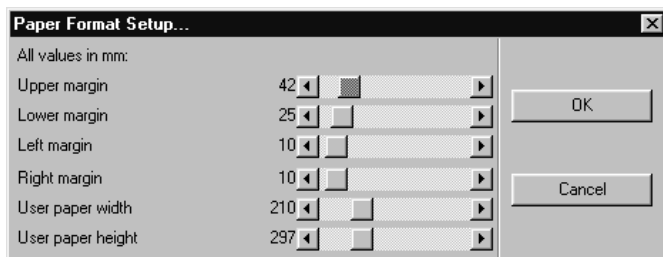 Paper Format Setup...
All values in mm:
Upper margin 42
Lower margin 25
OK
Left margin 10
Right margin 10
Cancel
User paper width 210
User paper height 297